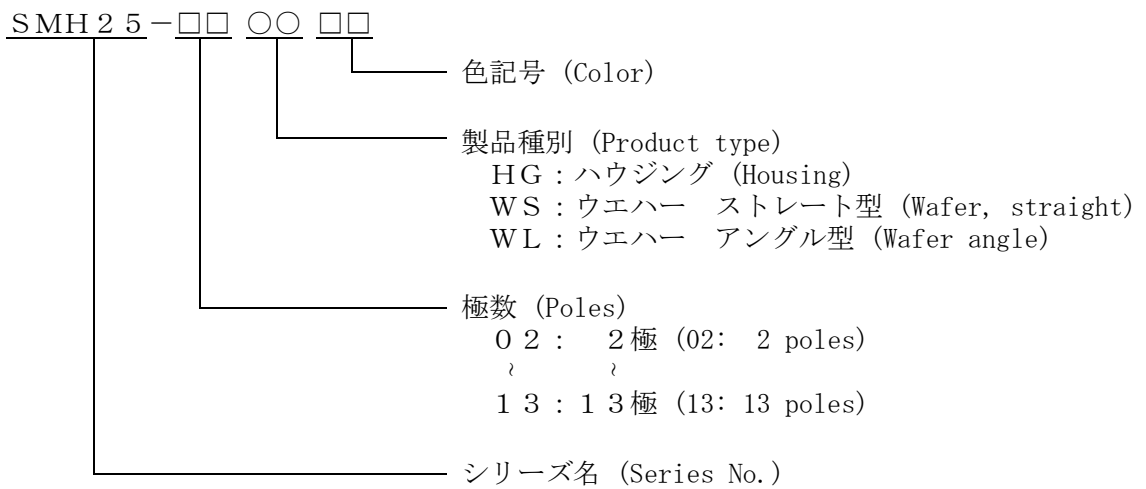 ＳＭＨ２５－□□ ○○ □□
色記号 (Color)
製品種別 (Product type)
ＨＧ：ハウジング (Housing)
ＷＳ：ウエハー　ストレート型 (Wafer, straight)
ＷＬ：ウエハー　アングル型 (Wafer angle)
極数 (Poles)
０２：　２極 (02:  2 poles)
～　～
１３：１３極 (13: 13 poles)
シリーズ名 (Series No.)